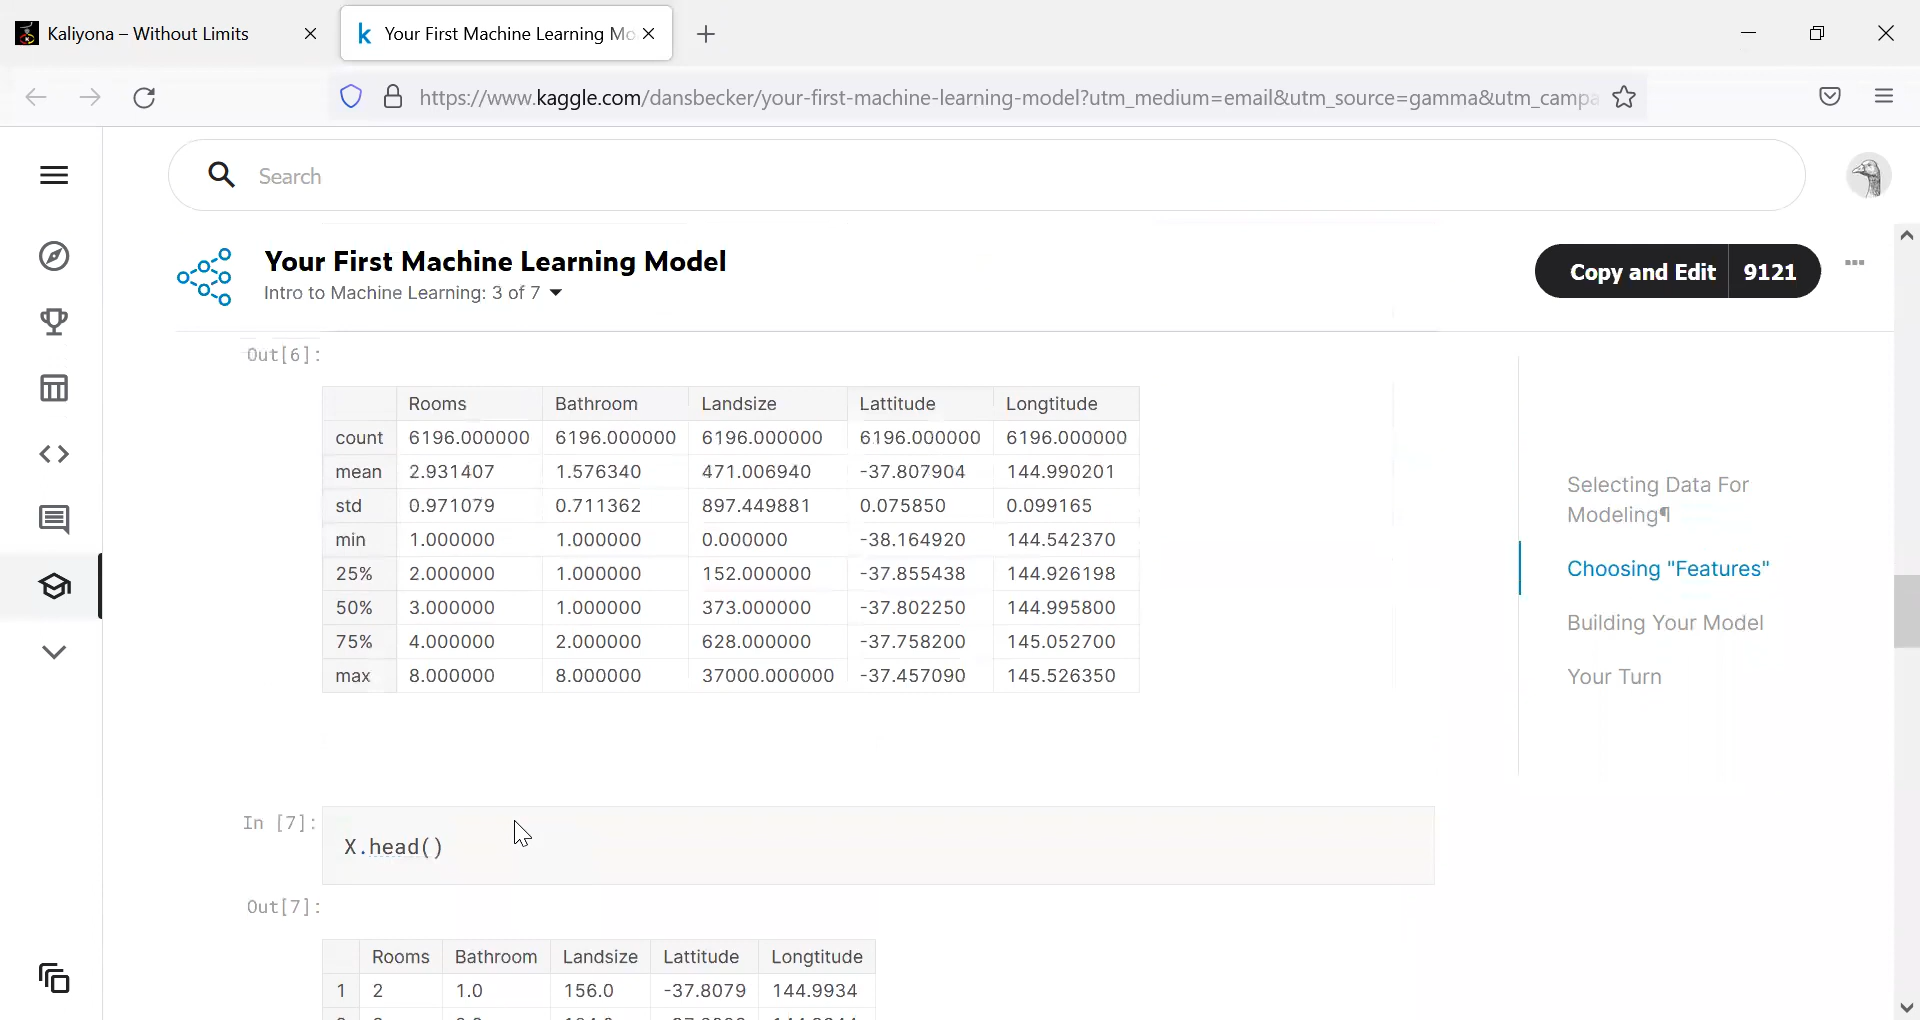 Kaliyona – Without Limits
Your First Machine Learning Mo
https://www.kaggle.com/dansbecker/your-first-machine-learning-model?utm_medium=email&utm_source=gamma&utm_campa
Search
Your First Machine Learning Model
Intro to Machine Learning: 3 of 7
Copy and Edit 9121
Out[6]:
Rooms Bathroom Landsize Lattitude Longtitude
count 6196.000000 6196.000000 6196.000000 6196.000000 6196.000000
mean 2.931407 1.576340 471.006940 -37.807904 144.990201
std 0.971079 0.711362 897.449881 0.075850 0.099165
min 1.000000 1.000000 0.000000 -38.164920 144.542370
25% 2.000000 1.000000 152.000000 -37.855438 144.926198
50% 3.000000 1.000000 373.000000 -37.802250 144.995800
75% 4.000000 2.000000 628.000000 -37.758200 145.052700
max 8.000000 8.000000 37000.000000 -37.457090 145.526350
Selecting Data For
Modeling¶
Choosing "Features"
Building Your Model
Your Turn
In [7]:
X.head()
Out[7]:
Rooms Bathroom Landsize Lattitude Longtitude
1 2 1.0 156.0 -37.8079 144.9934